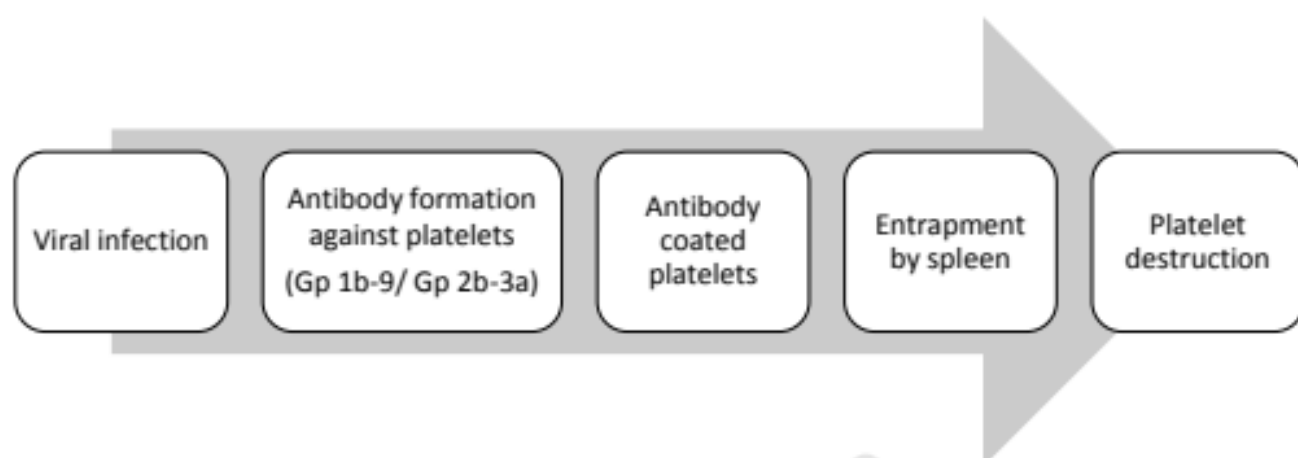 Viral infection
Antibody formation
against platelets
(Gp 1b-9/ Gp 2b-3a)
Antibody
coated
platelets
Entrapment
by spleen
Platelet
destruction